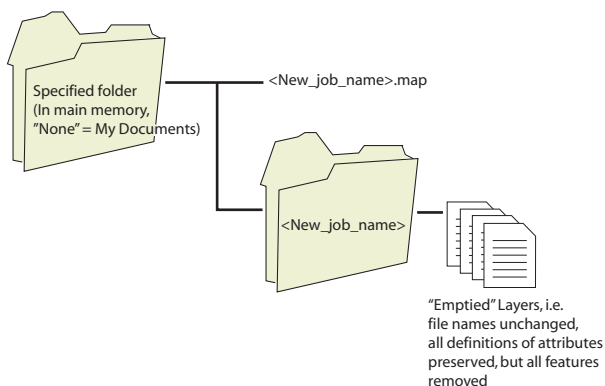 Specified folder
(In main memory,
"None" = My Documents)
<New_job_name>.map
<New_job_name>
“Emptied” Layers, i.e.
file names unchanged,
all definitions of attributes
preserved, but all features
removed